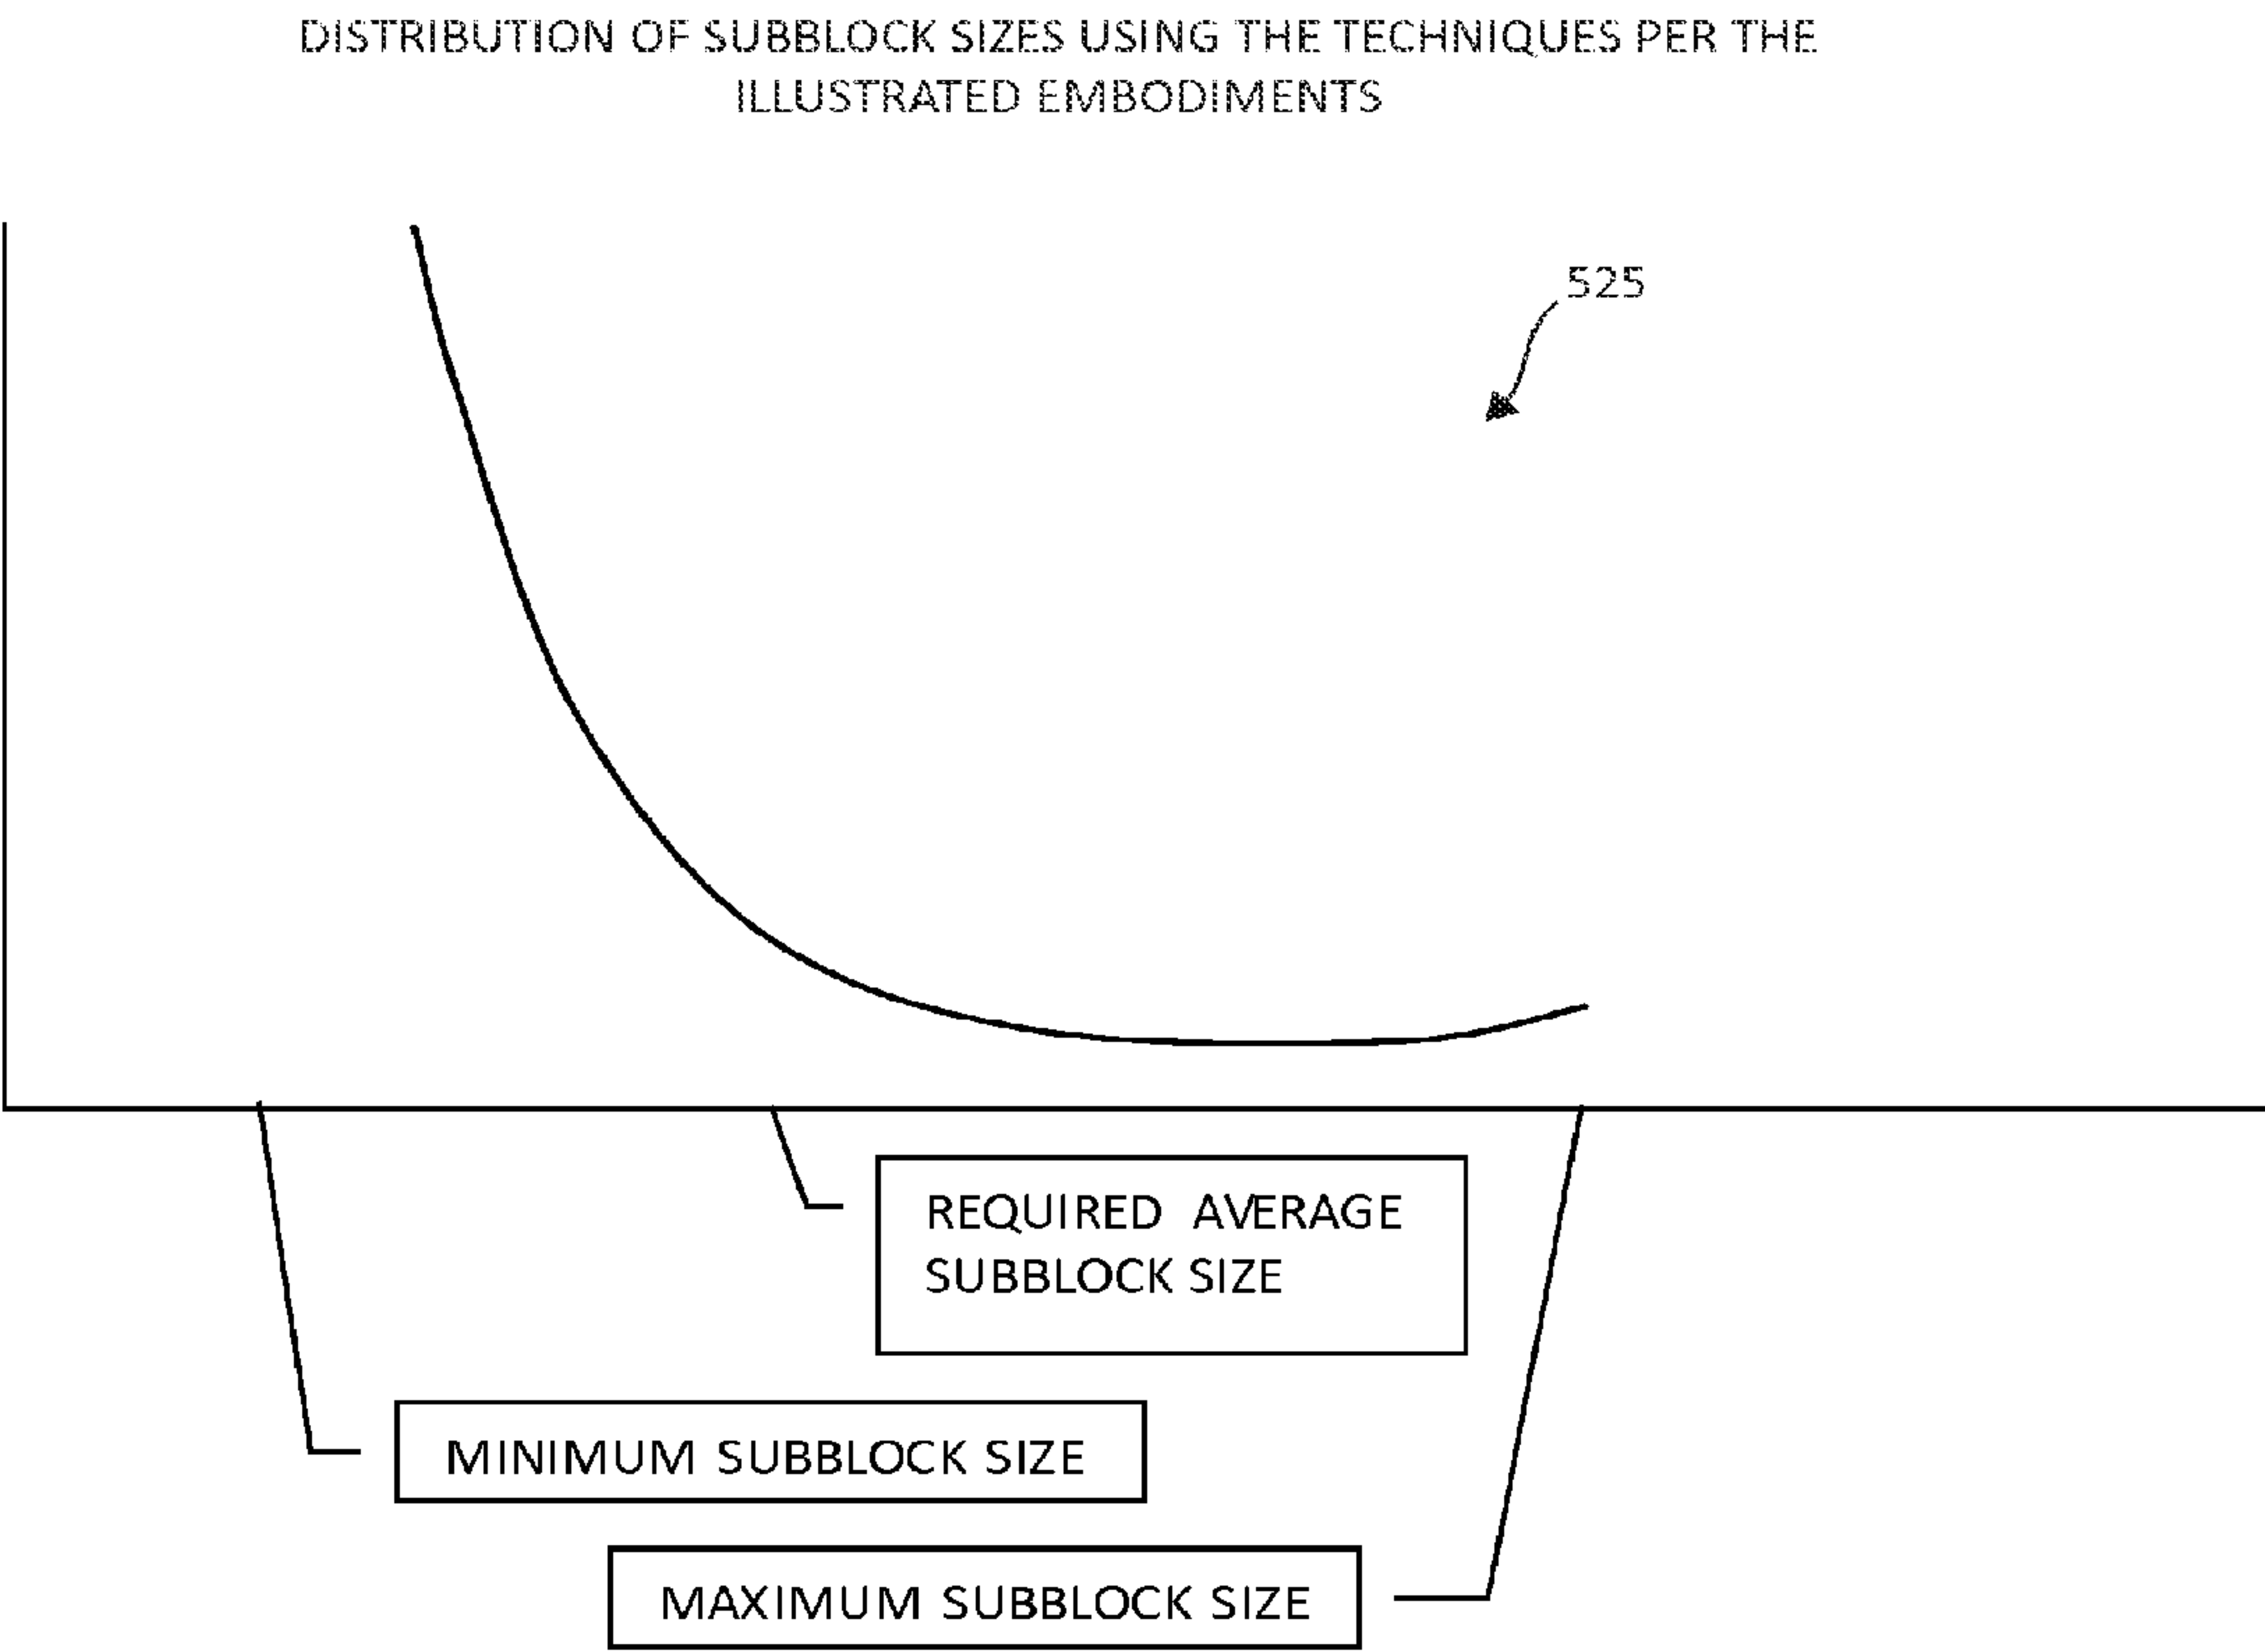 DISTRIBUTION OF SUBBLOCK SIZES USING THE TECHNIQUES PER THE
ILLUSTRATED EMBODIMENTS
525
REQUIRED AVERAGE
SUBBLOCK SIZE
MINIMUM SUBBLOCK SIZE
MAXIMUM SUBBLOCK SIZE